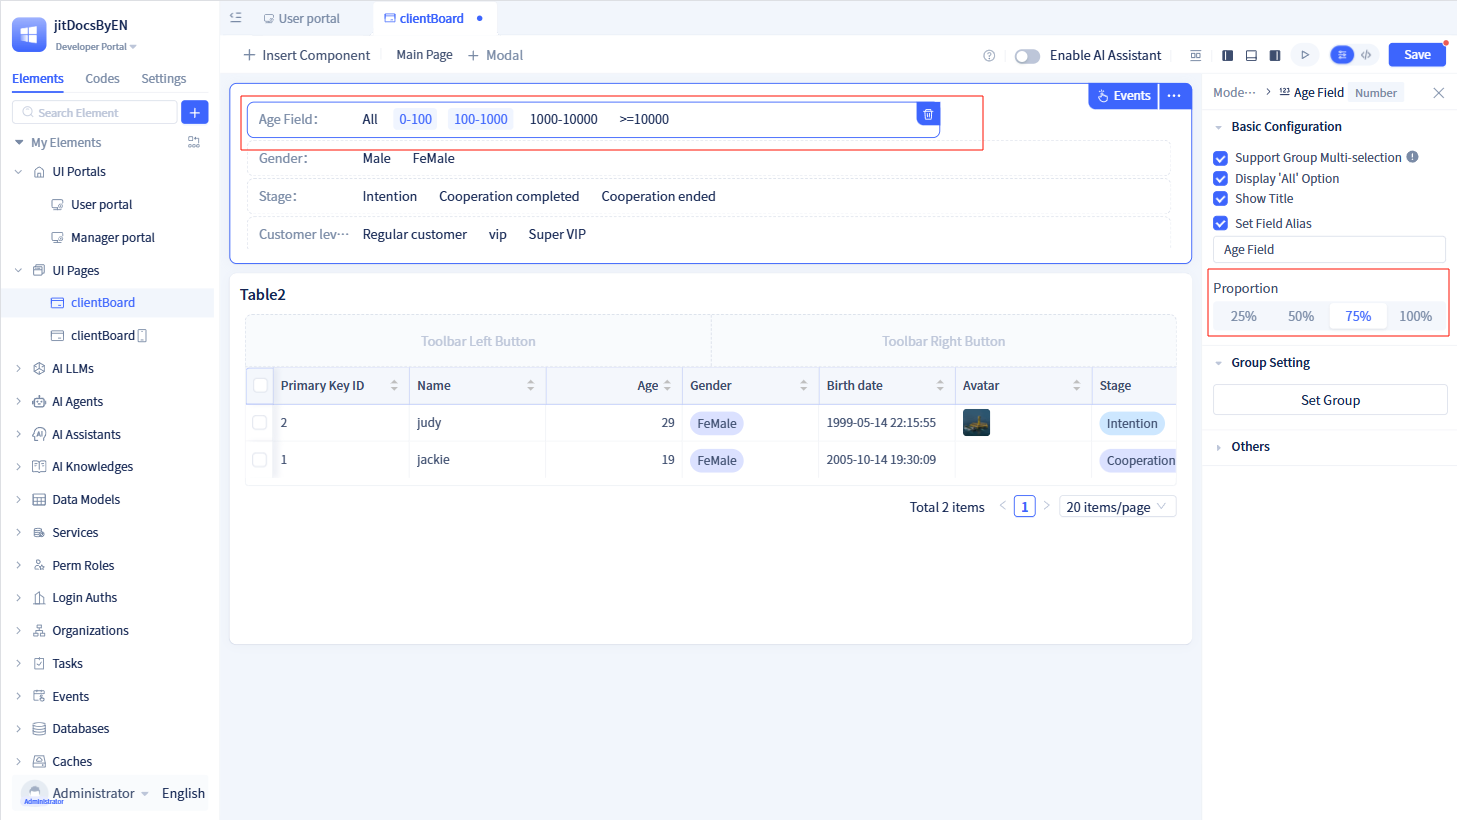 jitDocsByEN
Developer Portal
Elements Codes Settings
Search Element
My Elements
UI Portals
User portal
Manager portal
UI Pages
clientBoard
clientBoard
AI LLMs
AI Agents
AI Assistants
AI Knowledges
Data Models
Services
Perm Roles
Login Auths
Organizations
Tasks
Events
Databases
Caches
Administrator
Administrator English
User portal clientBoard
Insert Component Main Page Modal
Enable AI Assistant
Save
Events
Age Field: All 0-100 100-1000 1000-10000 >=10000
Gender: Male FeMale
Stage: Intention Cooperation completed Cooperation ended
Customer lev··· Regular customer vip Super VIP
Table2
Toolbar Left Button Toolbar Right Button
Primary Key ID Name Age Gender Birth date Avatar Stage
2 judy 29 FeMale 1999-05-14 22:15:55 Intention
1 jackie 19 FeMale 2005-10-14 19:30:09 Cooperation
Total 2 items 1 20 items/page
Mode··· Age Field Number
Basic Configuration
Support Group Multi-selection
Display 'All' Option
Show Title
Set Field Alias
Age Field
Proportion
25% 50% 75% 100%
Group Setting
Set Group
Others